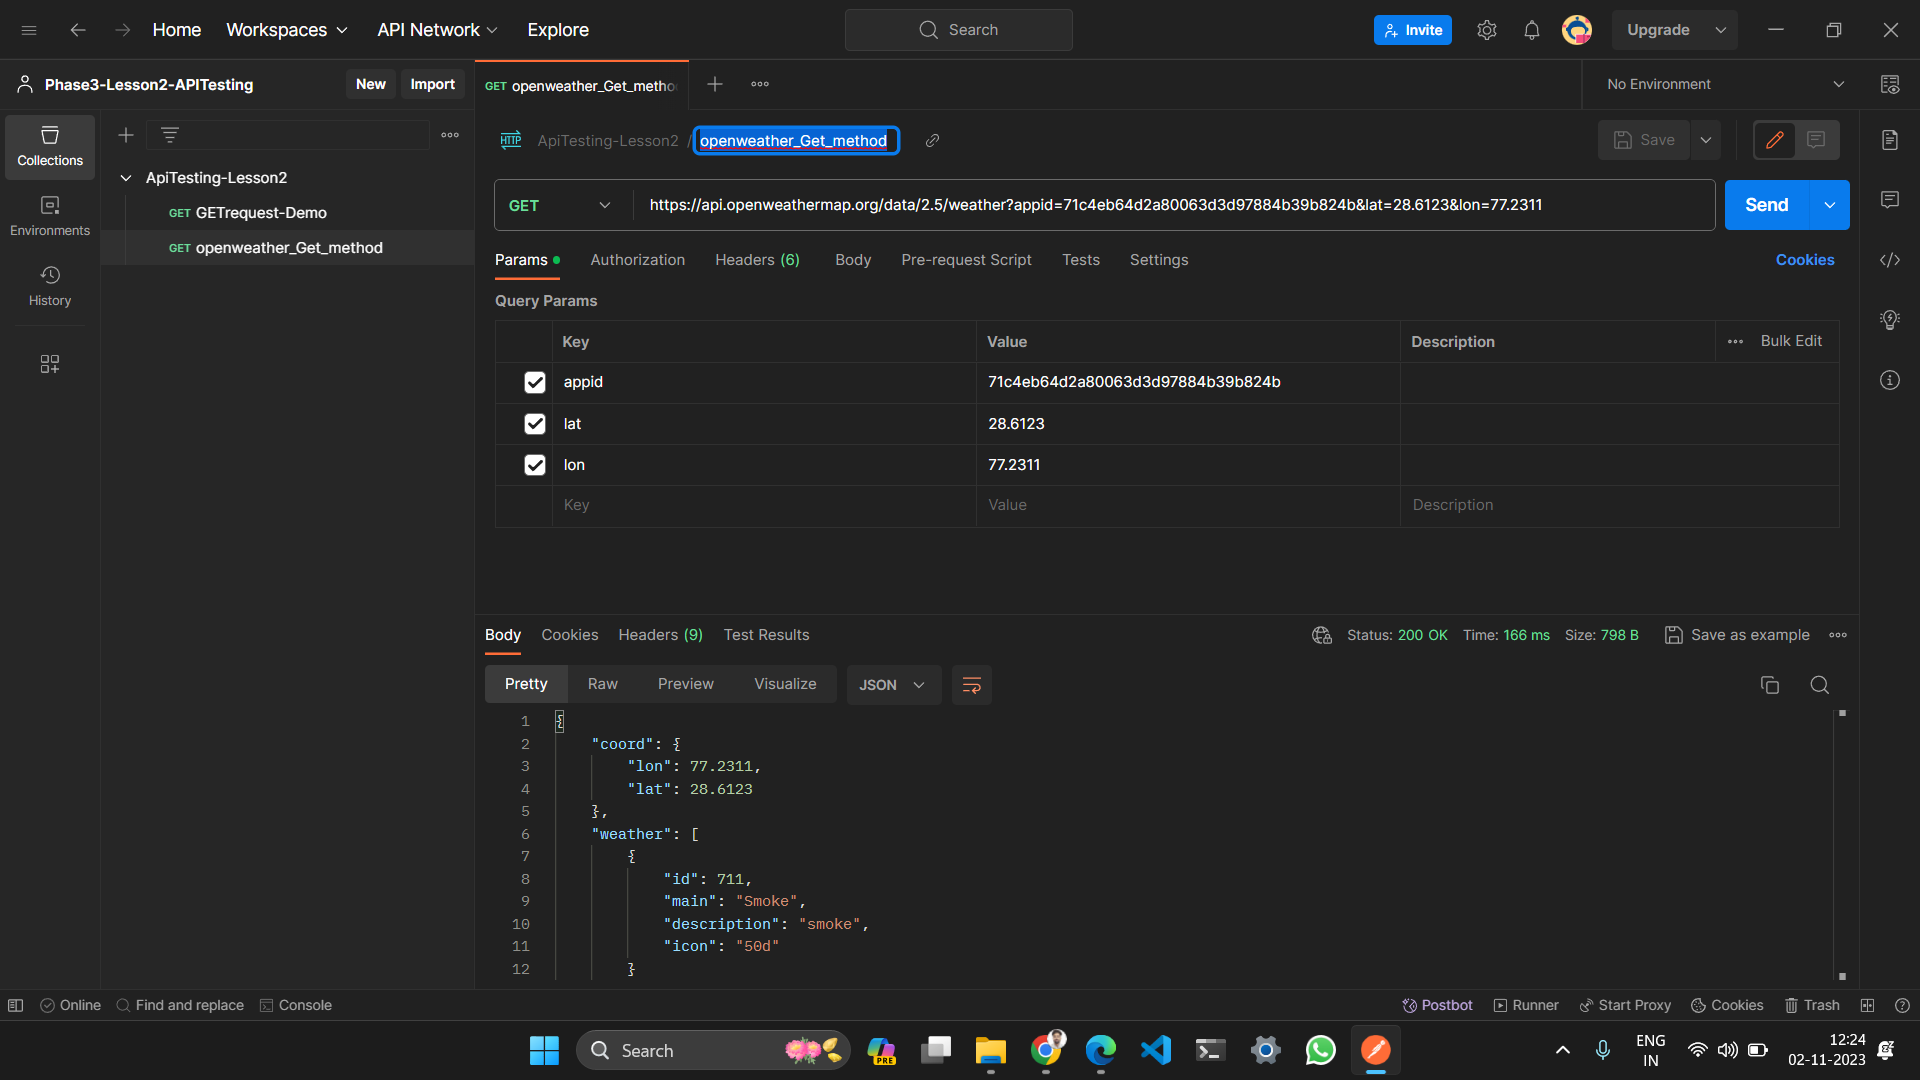 Home Workspaces API Network Explore Search Invite Upgrade
Phase3-Lesson2-APITesting New Import GET openweather_Get_metho No Environment
Collections
Environments
History
ApiTesting-Lesson2
GET GETrequest-Demo
GET openweather_Get_method
HTTP ApiTesting-Lesson2 / openweather_Get_method Save
GET https://api.openweathermap.org/data/2.5/weather?appid=71c4eb64d2a80063d3d97884b39b824b&lat=28.6123&lon=77.2311 Send
Params Authorization Headers (6) Body Pre-request Script Tests Settings Cookies
Query Params
Key Value Description Bulk Edit
appid 71c4eb64d2a80063d3d97884b39b824b
lat 28.6123
lon 77.2311
Key Value Description
Body Cookies Headers (9) Test Results Status: 200 OK Time: 166 ms Size: 798 B Save as example
Pretty Raw Preview Visualize JSON
1 {
2 "coord": {
3 "lon": 77.2311,
4 "lat": 28.6123
5 },
6 "weather": [
7 {
8 "id": 711,
9 "main": "Smoke",
10 "description": "smoke",
11 "icon": "50d"
12 }
Online Find and replace Console Postbot Runner Start Proxy Cookies Trash
Search PRE ENG 12:24
IN 02-11-2023